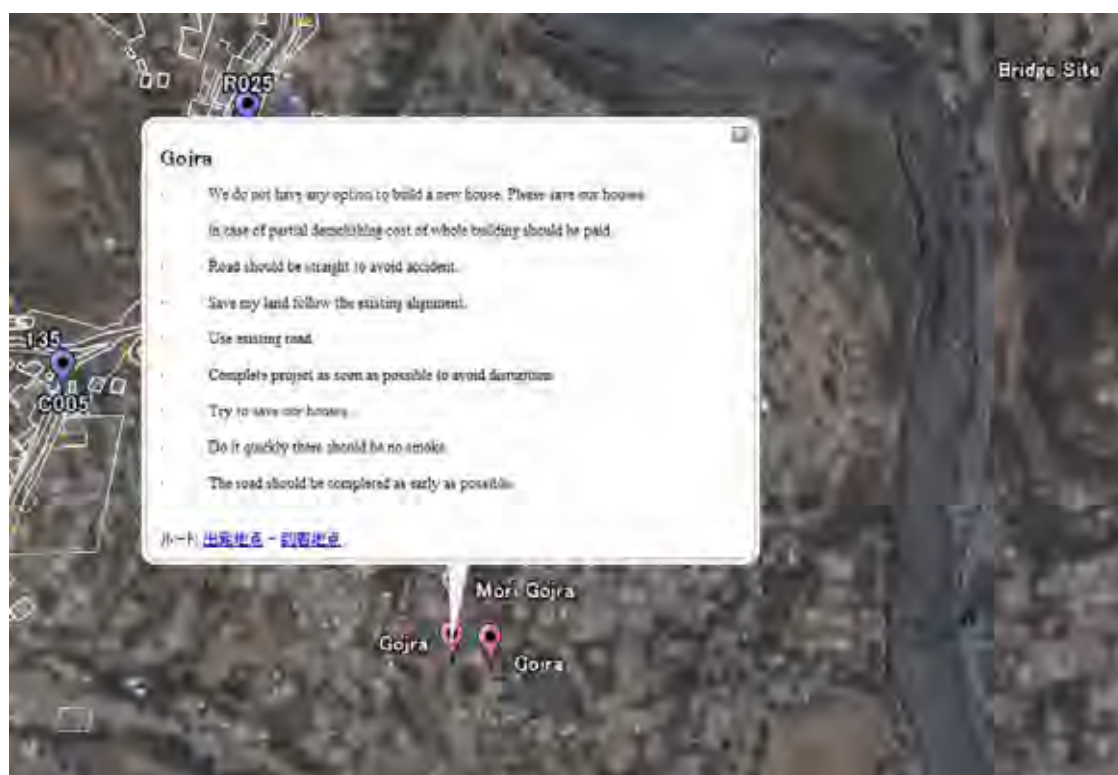 Bridge Site
R025
Gojra
We do not have any option to build a new house. Please save our houses.
In case of partial demolishing cost of whole building should be paid.
Road should be straight to avoid accident.
Save my land follow the existing alignment.
Use existing road.
Complete project as soon as possible to avoid disruptions
Try to save our houses.
Do it quickly there should be no smoke.
The road should be completed as early as possible.
ルート: 出発地点 - 到着地点
C005
Mori Gojra
Gojra
Gojra